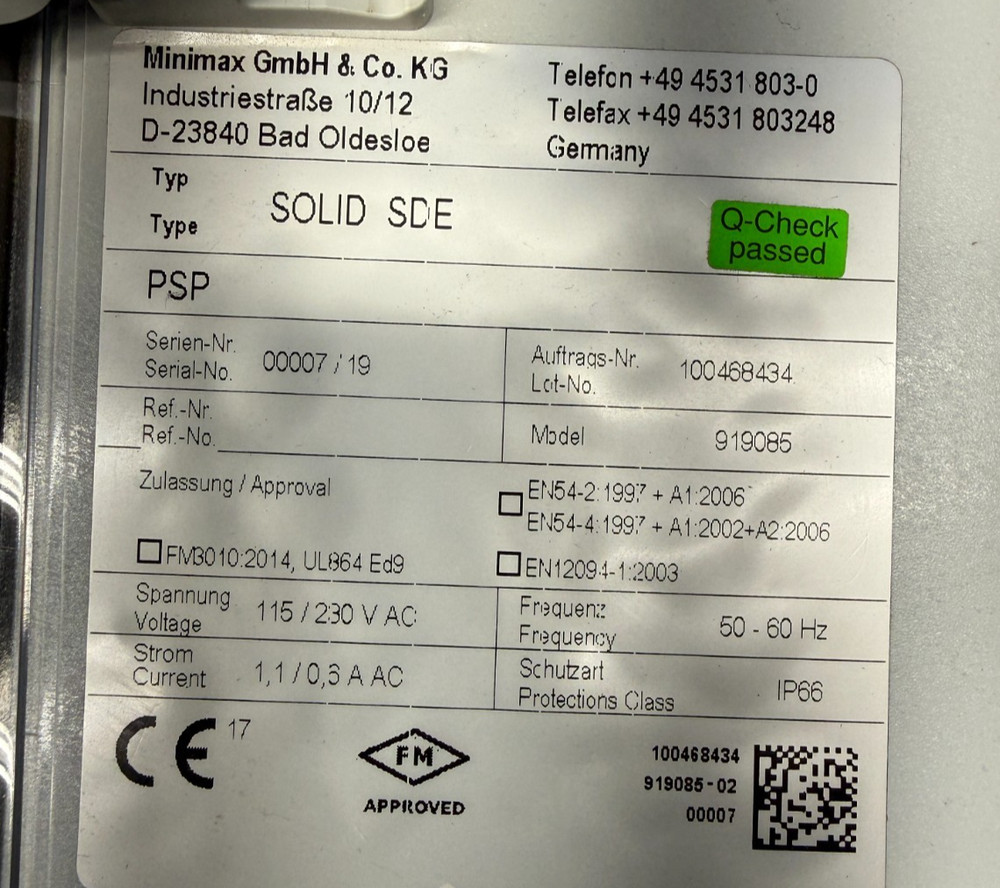 Minimax GmbH & Co. KG
Industriestraße 10/12
D-23840 Bad Oldesloe
Telefon +49 4531 803-0
Telefax +49 4531 803248
Germany
Typ
Type
SOLID SDE
Q-Check
passed
PSP
Serien-Nr.
Serial-No.
00007 / 19
Auftrags-Nr.
Lot-No.
100468434
Ref.-Nr.
Ref.-No.
Model
919085
Zulassung / Approval
EN54-2:1997 + A1:2006
EN54-4:1997 + A1:2002+A2:2006
FM3010:2014, UL864 Ed9
EN12094-1:2003
Spannung
Voltage
115 / 230 V AC
Frequenz
Frequency
50 - 60 Hz
Strom
Current
1,1 / 0,6 A AC
Schutzart
Protections Class
IP66
CE 17
FM
APPROVED
100468434
919085-02
00007